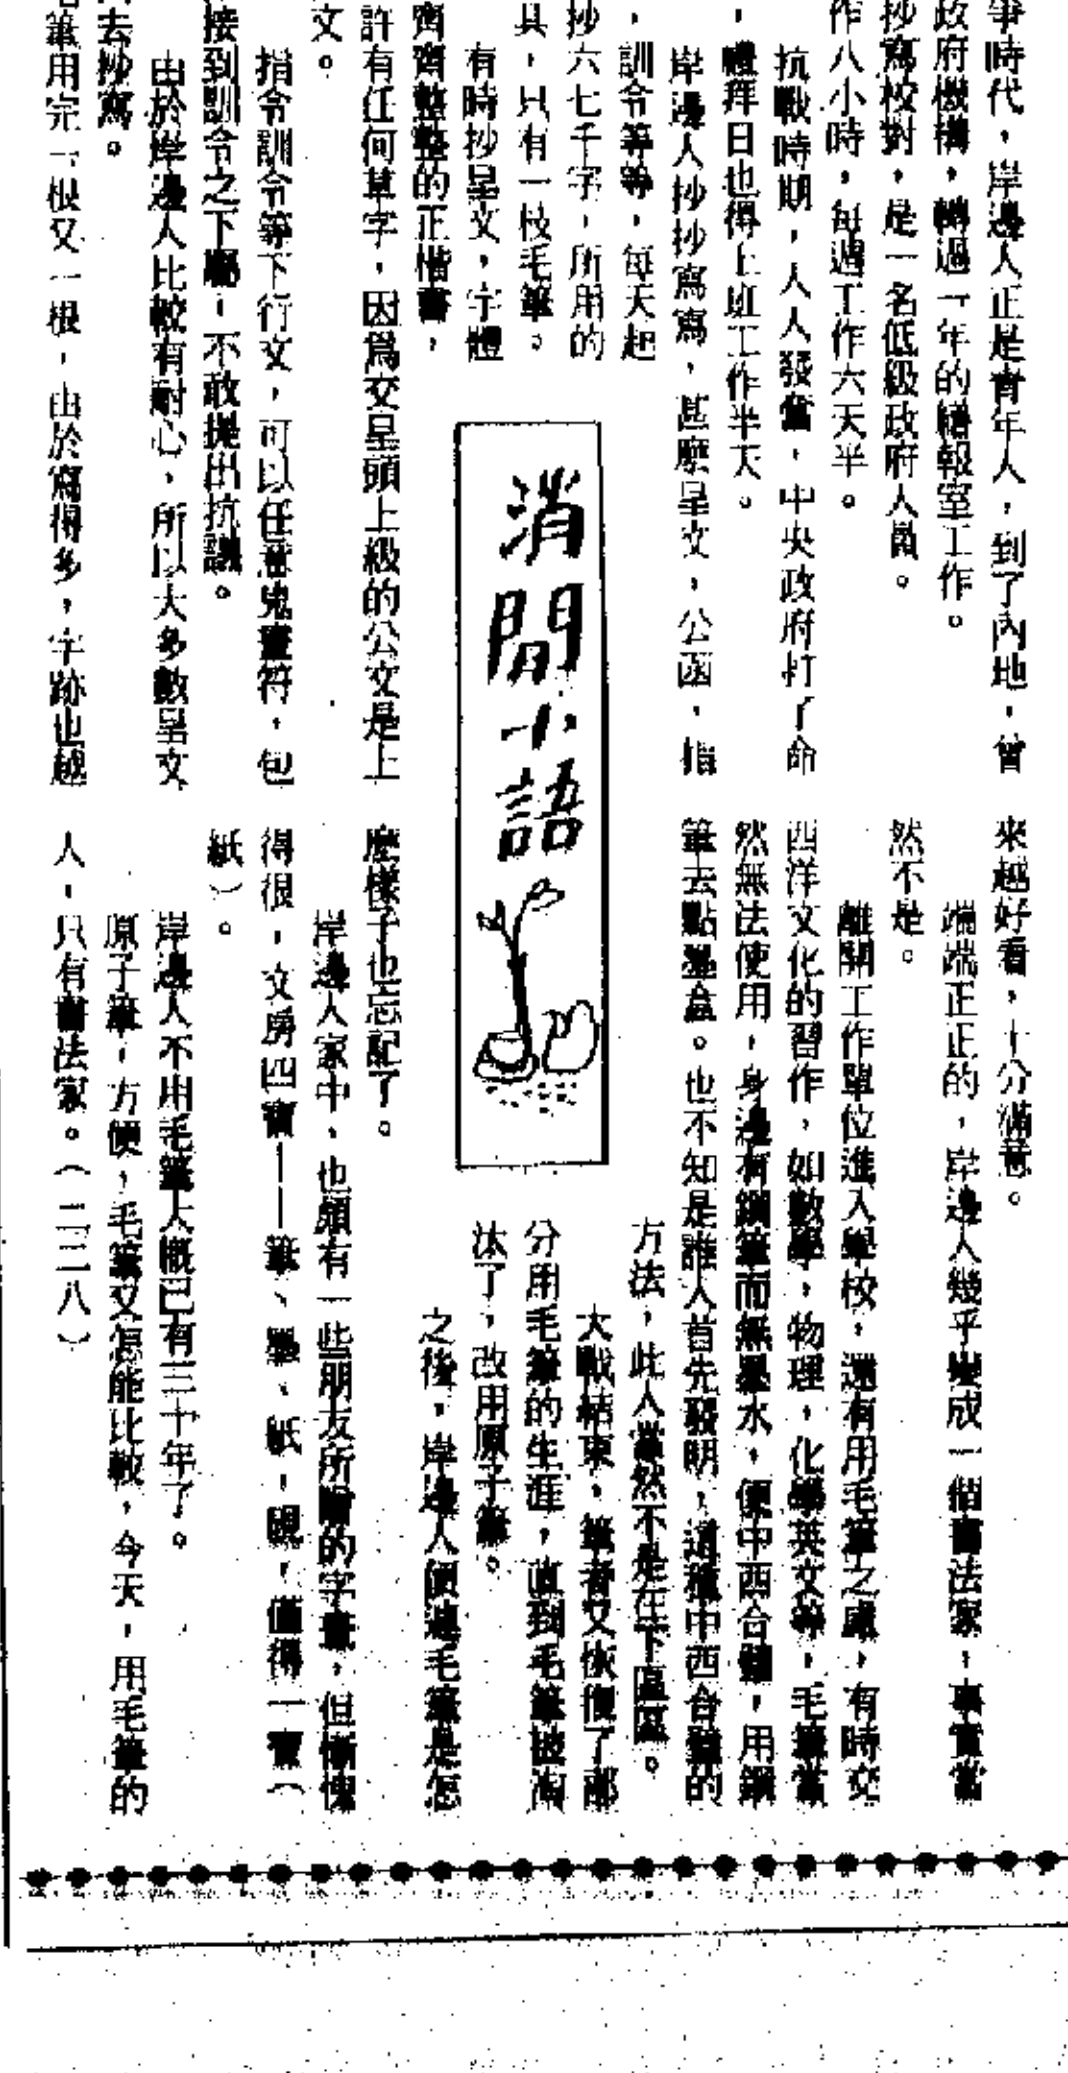 爭時代，岸邊人正是青年人，到了內地，曾
政府機構，轉過一年的繕報室工作。
抄寫校對，是一名低級政府人員。
作八小時，每週工作六天半。
抗戰時期，人人發奮，中央政府打了命
，禮拜日也得上班工作半天。
岸邊人抄抄寫寫，甚麼呈文，公函，指
，訓令等等，每天起
抄六七千字，所用的
具，只有一枝毛筆。
有時抄呈文，字體
齊齊整整的正楷書，
許有任何草字，因爲交呈頭上級的公文是上
文。
指令訓令等下行文，可以任意鬼畫符，包
接到訓令之下屬，不敢提出抗議。
由於岸邊人比較有耐心，所以大多數呈文
去抄寫。
筆用完一根又一根，由於寫得多，字跡也越
消閒小語
來越好看，十分滿意。
端端正正的，岸邊人幾乎變成一個書法家，事實當
然不是。
離開工作單位進入學校，還有用毛筆之處，有時交
西洋文化的習作，如數學，物理，化學英文等，毛筆當
然無法使用，身邊有鋼筆而無墨水，便中西合體，用鋼
筆去點墨盒。也不知是誰人首先發明，這種中西合體的
方法，此人當然不是在下區區。
大戰結束，筆者又恢復了部
分用毛筆的生涯，直到毛筆被淘
汰了，改用原子筆。
之後，岸邊人便連毛筆是怎
麼樣子也忘記了。
岸邊人家中，也頗有一些朋友所贈的字畫，但慚愧
得很，文房四寶——筆、墨、紙，硯，值得一寶（
紙）。
岸邊人不用毛筆大概已有三十年了。
原子筆，方便，毛筆又怎能比較，今天，用毛筆的
人，只有書法家。（二三二八）